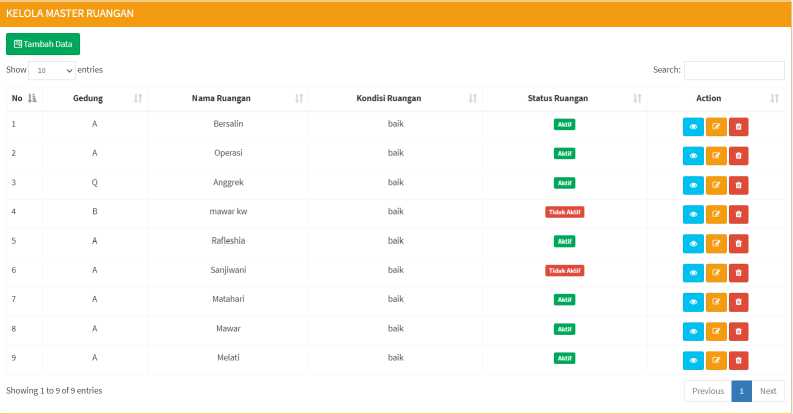 KELOLA MASTER RUANGAN
Tambah Data
Show 10 entries Search:
No Gedung Nama Ruangan Kondisi Ruangan Status Ruangan Action
1 A Bersalin baik Aktif
2 A Operasi baik Aktif
3 Q Anggrek baik Aktif
4 B mawar kw baik Tidak Aktif
5 A Rafleshia baik Aktif
6 A Sanjiwani baik Tidak Aktif
7 A Matahari baik Aktif
8 A Mawar baik Aktif
9 A Melati baik Aktif
Showing 1 to 9 of 9 entries Previous 1 Next